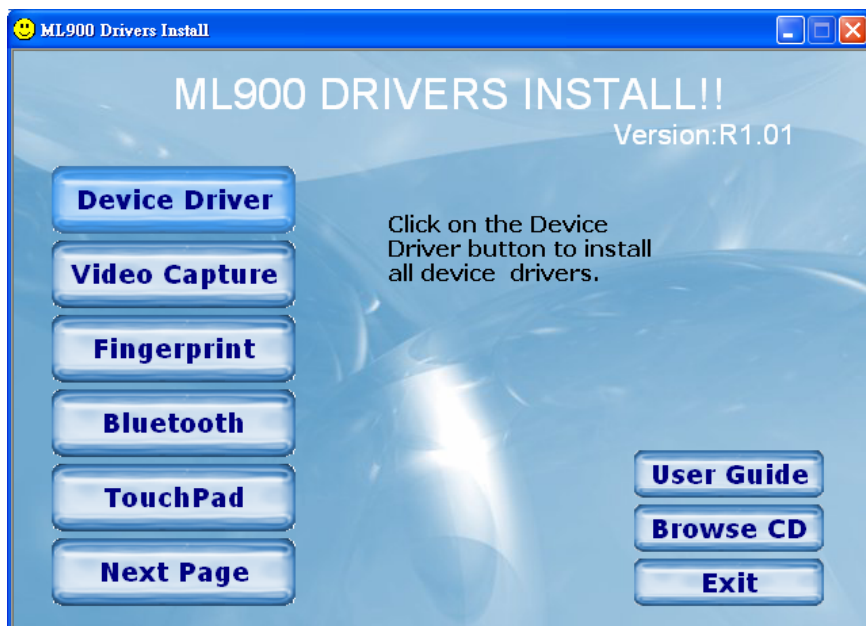 ML900 Drivers Install
ML900 DRIVERS INSTALL!!
Version:R1.01
Device Driver
Video Capture
Fingerprint
Bluetooth
TouchPad
Next Page
Click on the Device
Driver button to install
all device  drivers.
User Guide
Browse CD
Exit